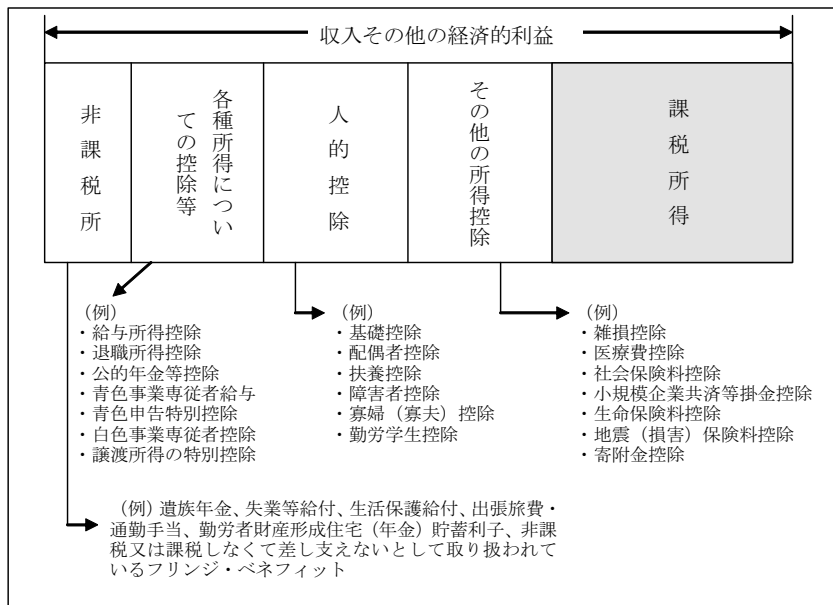 収入その他の経済的利益
非課税所
各種所得につい
ての控除等
人的控除
その他の所得控除
課税所得
（例）
・給与所得控除
・退職所得控除
・公的年金等控除
・青色事業専従者給与
・青色申告特別控除
・白色事業専従者控除
・譲渡所得の特別控除
（例）
・基礎控除
・配偶者控除
・扶養控除
・障害者控除
・寡婦（寡夫）控除
・勤労学生控除
（例）
・雑損控除
・医療費控除
・社会保険料控除
・小規模企業共済等掛金控除
・生命保険料控除
・地震（損害）保険料控除
・寄附金控除
（例）遺族年金、失業等給付、生活保護給付、出張旅費・
通勤手当、勤労者財産形成住宅（年金）貯蓄利子、非課
税又は課税しなくて差し支えないとして取り扱われて
いるフリンジ・ベネフィット